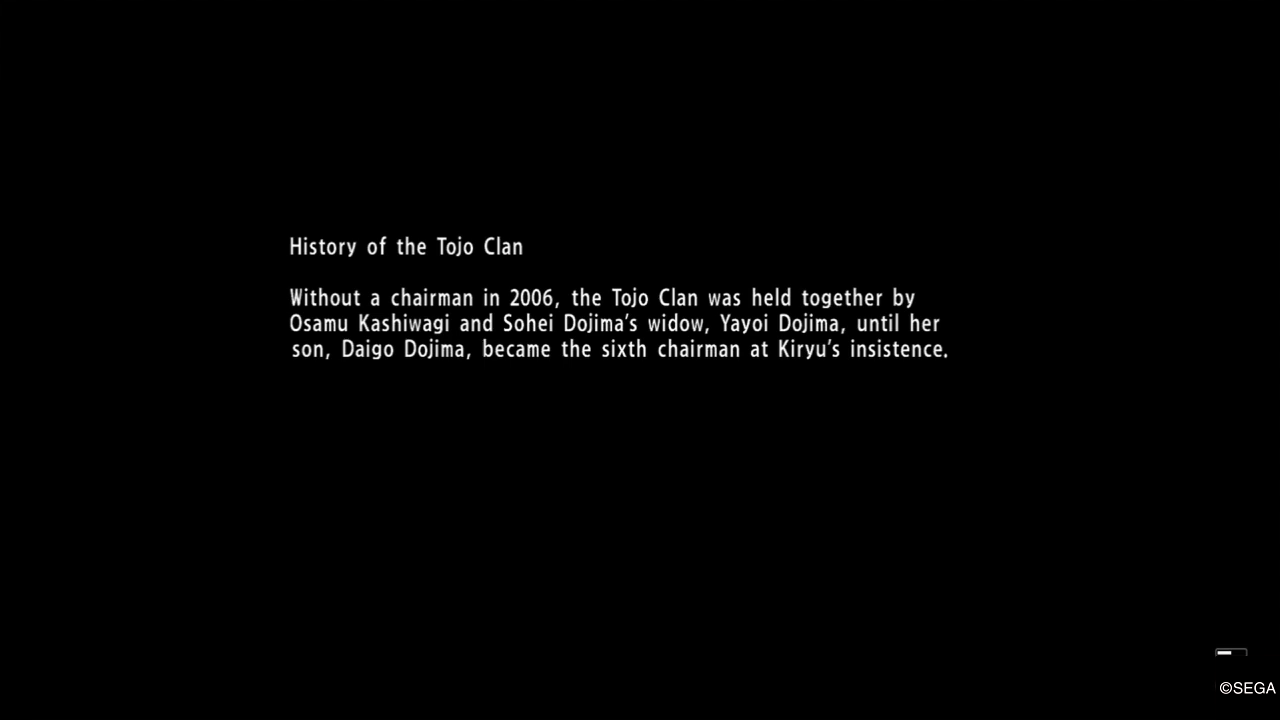 History of the Tojo Clan
Without a chairman in 2006, the Tojo Clan was held together by
Osamu Kashiwagi and Sohei Dojima's widow, Yayoi Dojima, until her
son, Daigo Dojima, became the sixth chairman at Kiryu's insistence.
©SEGA